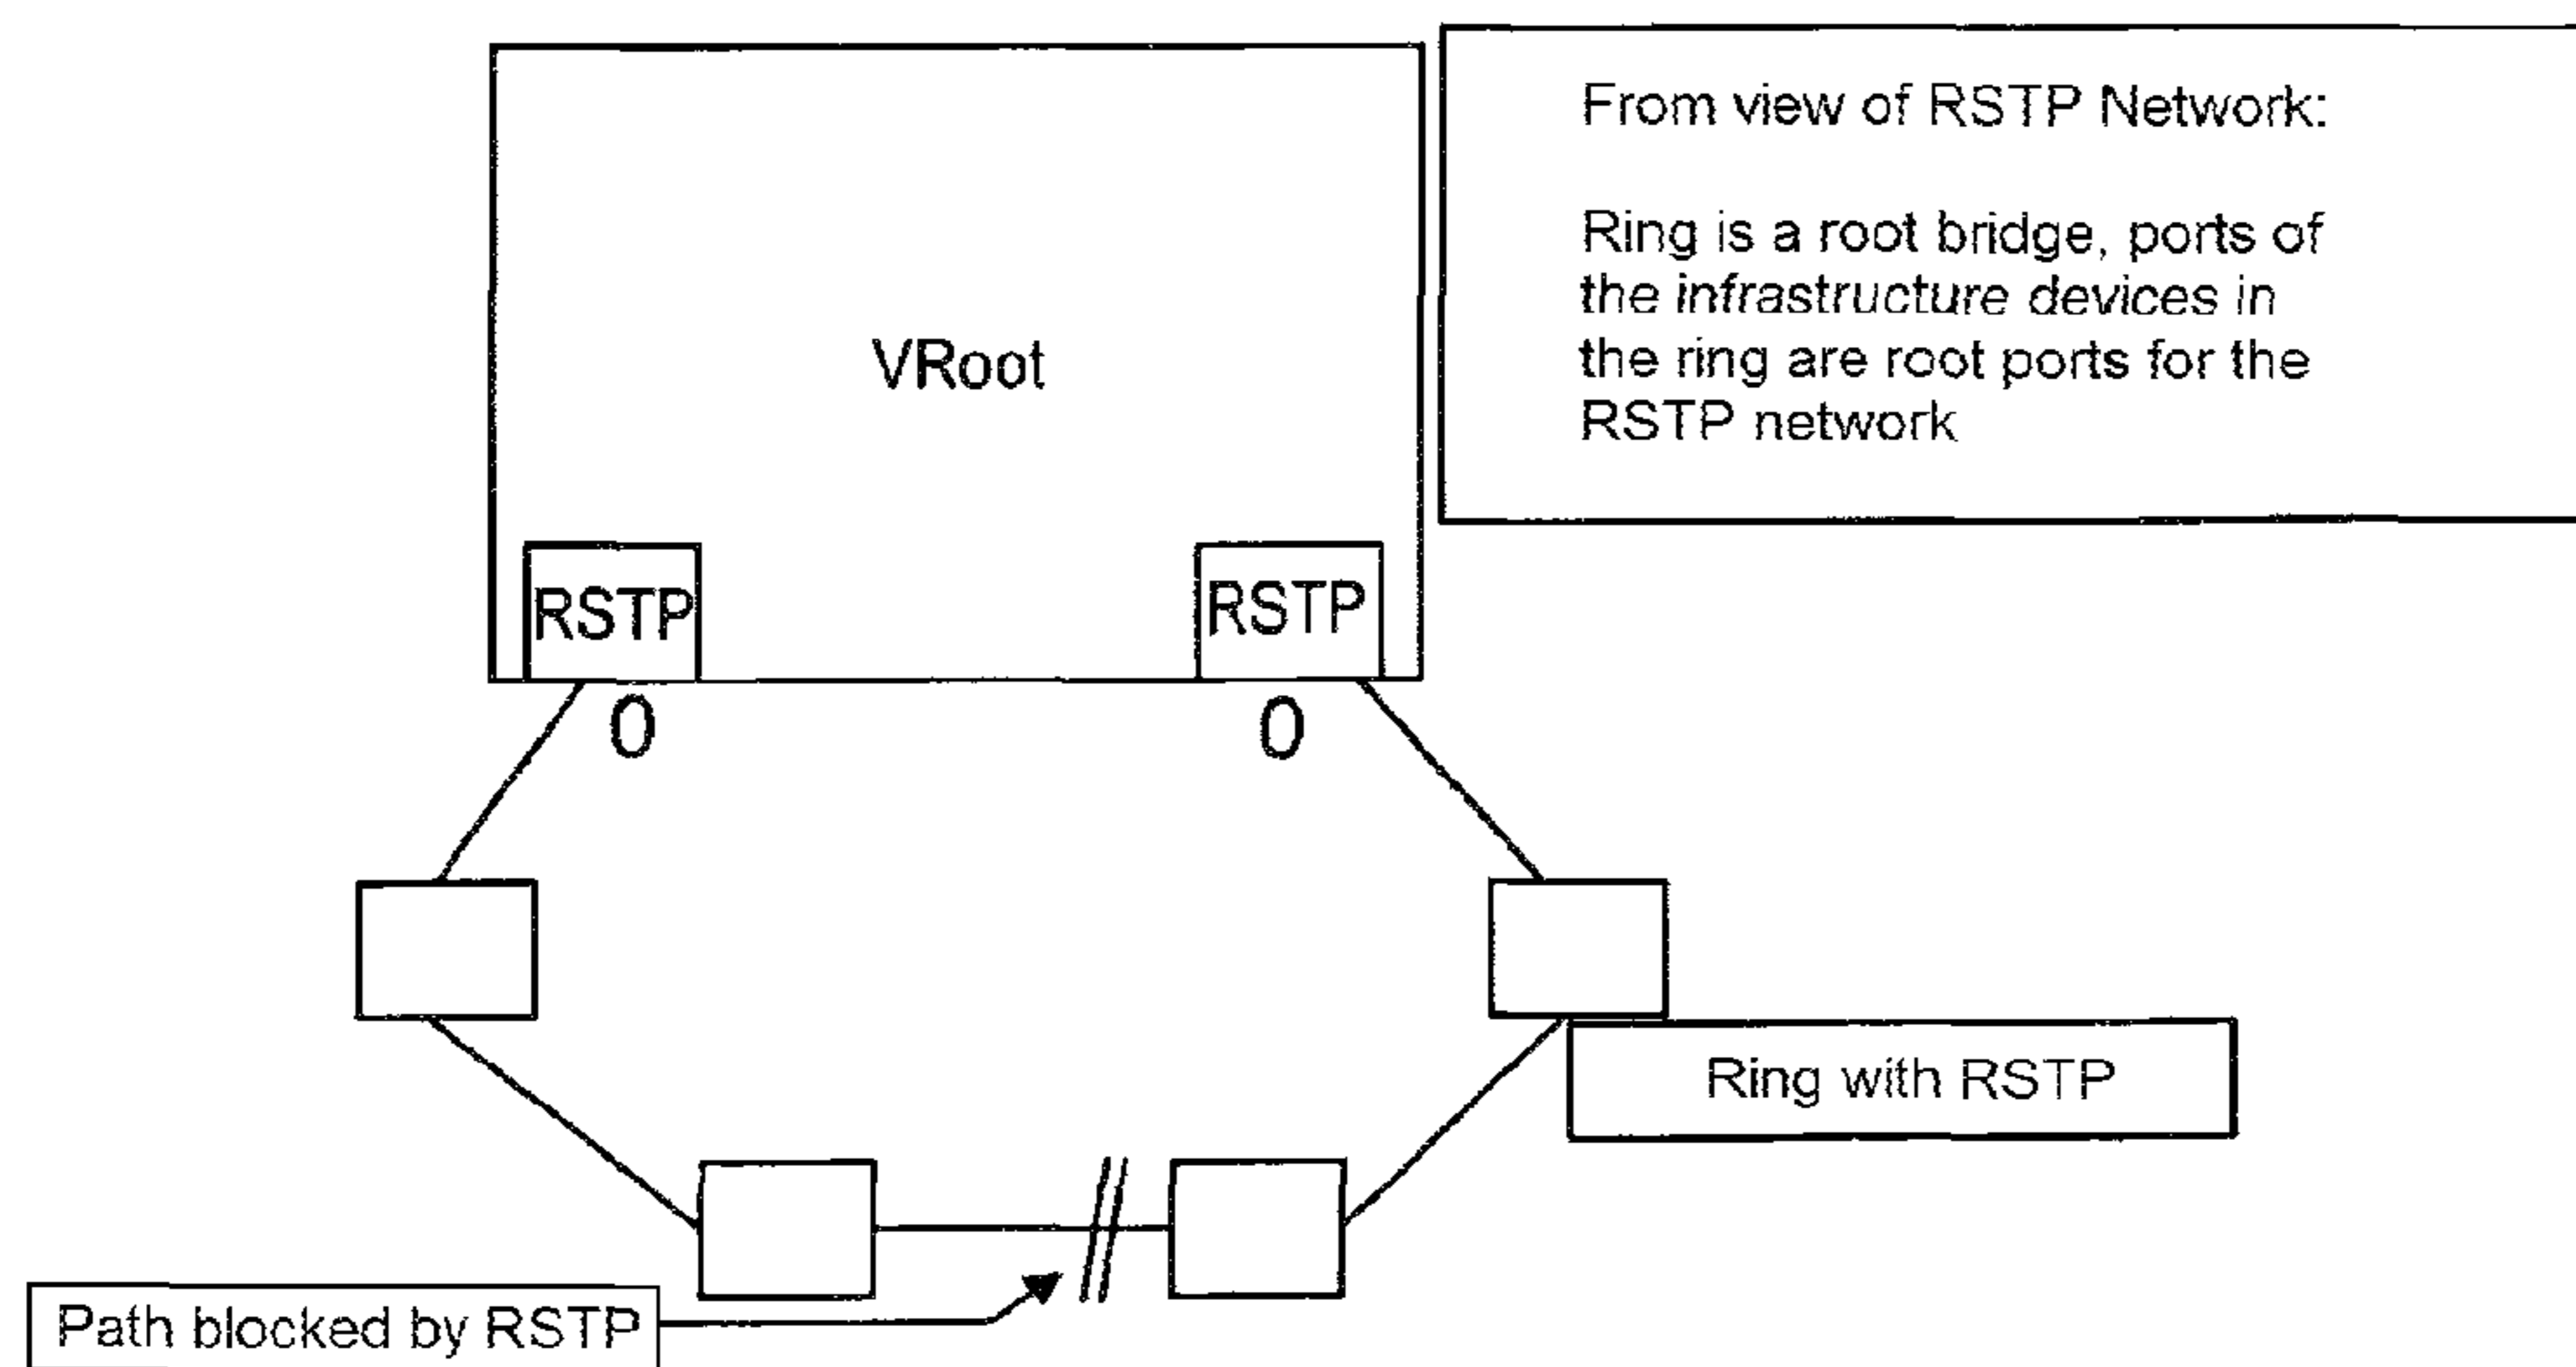 From view of RSTP Network:
Ring is a root bridge, ports of
the infrastructure devices in
the ring are root ports for the
RSTP network
VRoot
RSTP
RSTP
0
0
Ring with RSTP
Path blocked by RSTP